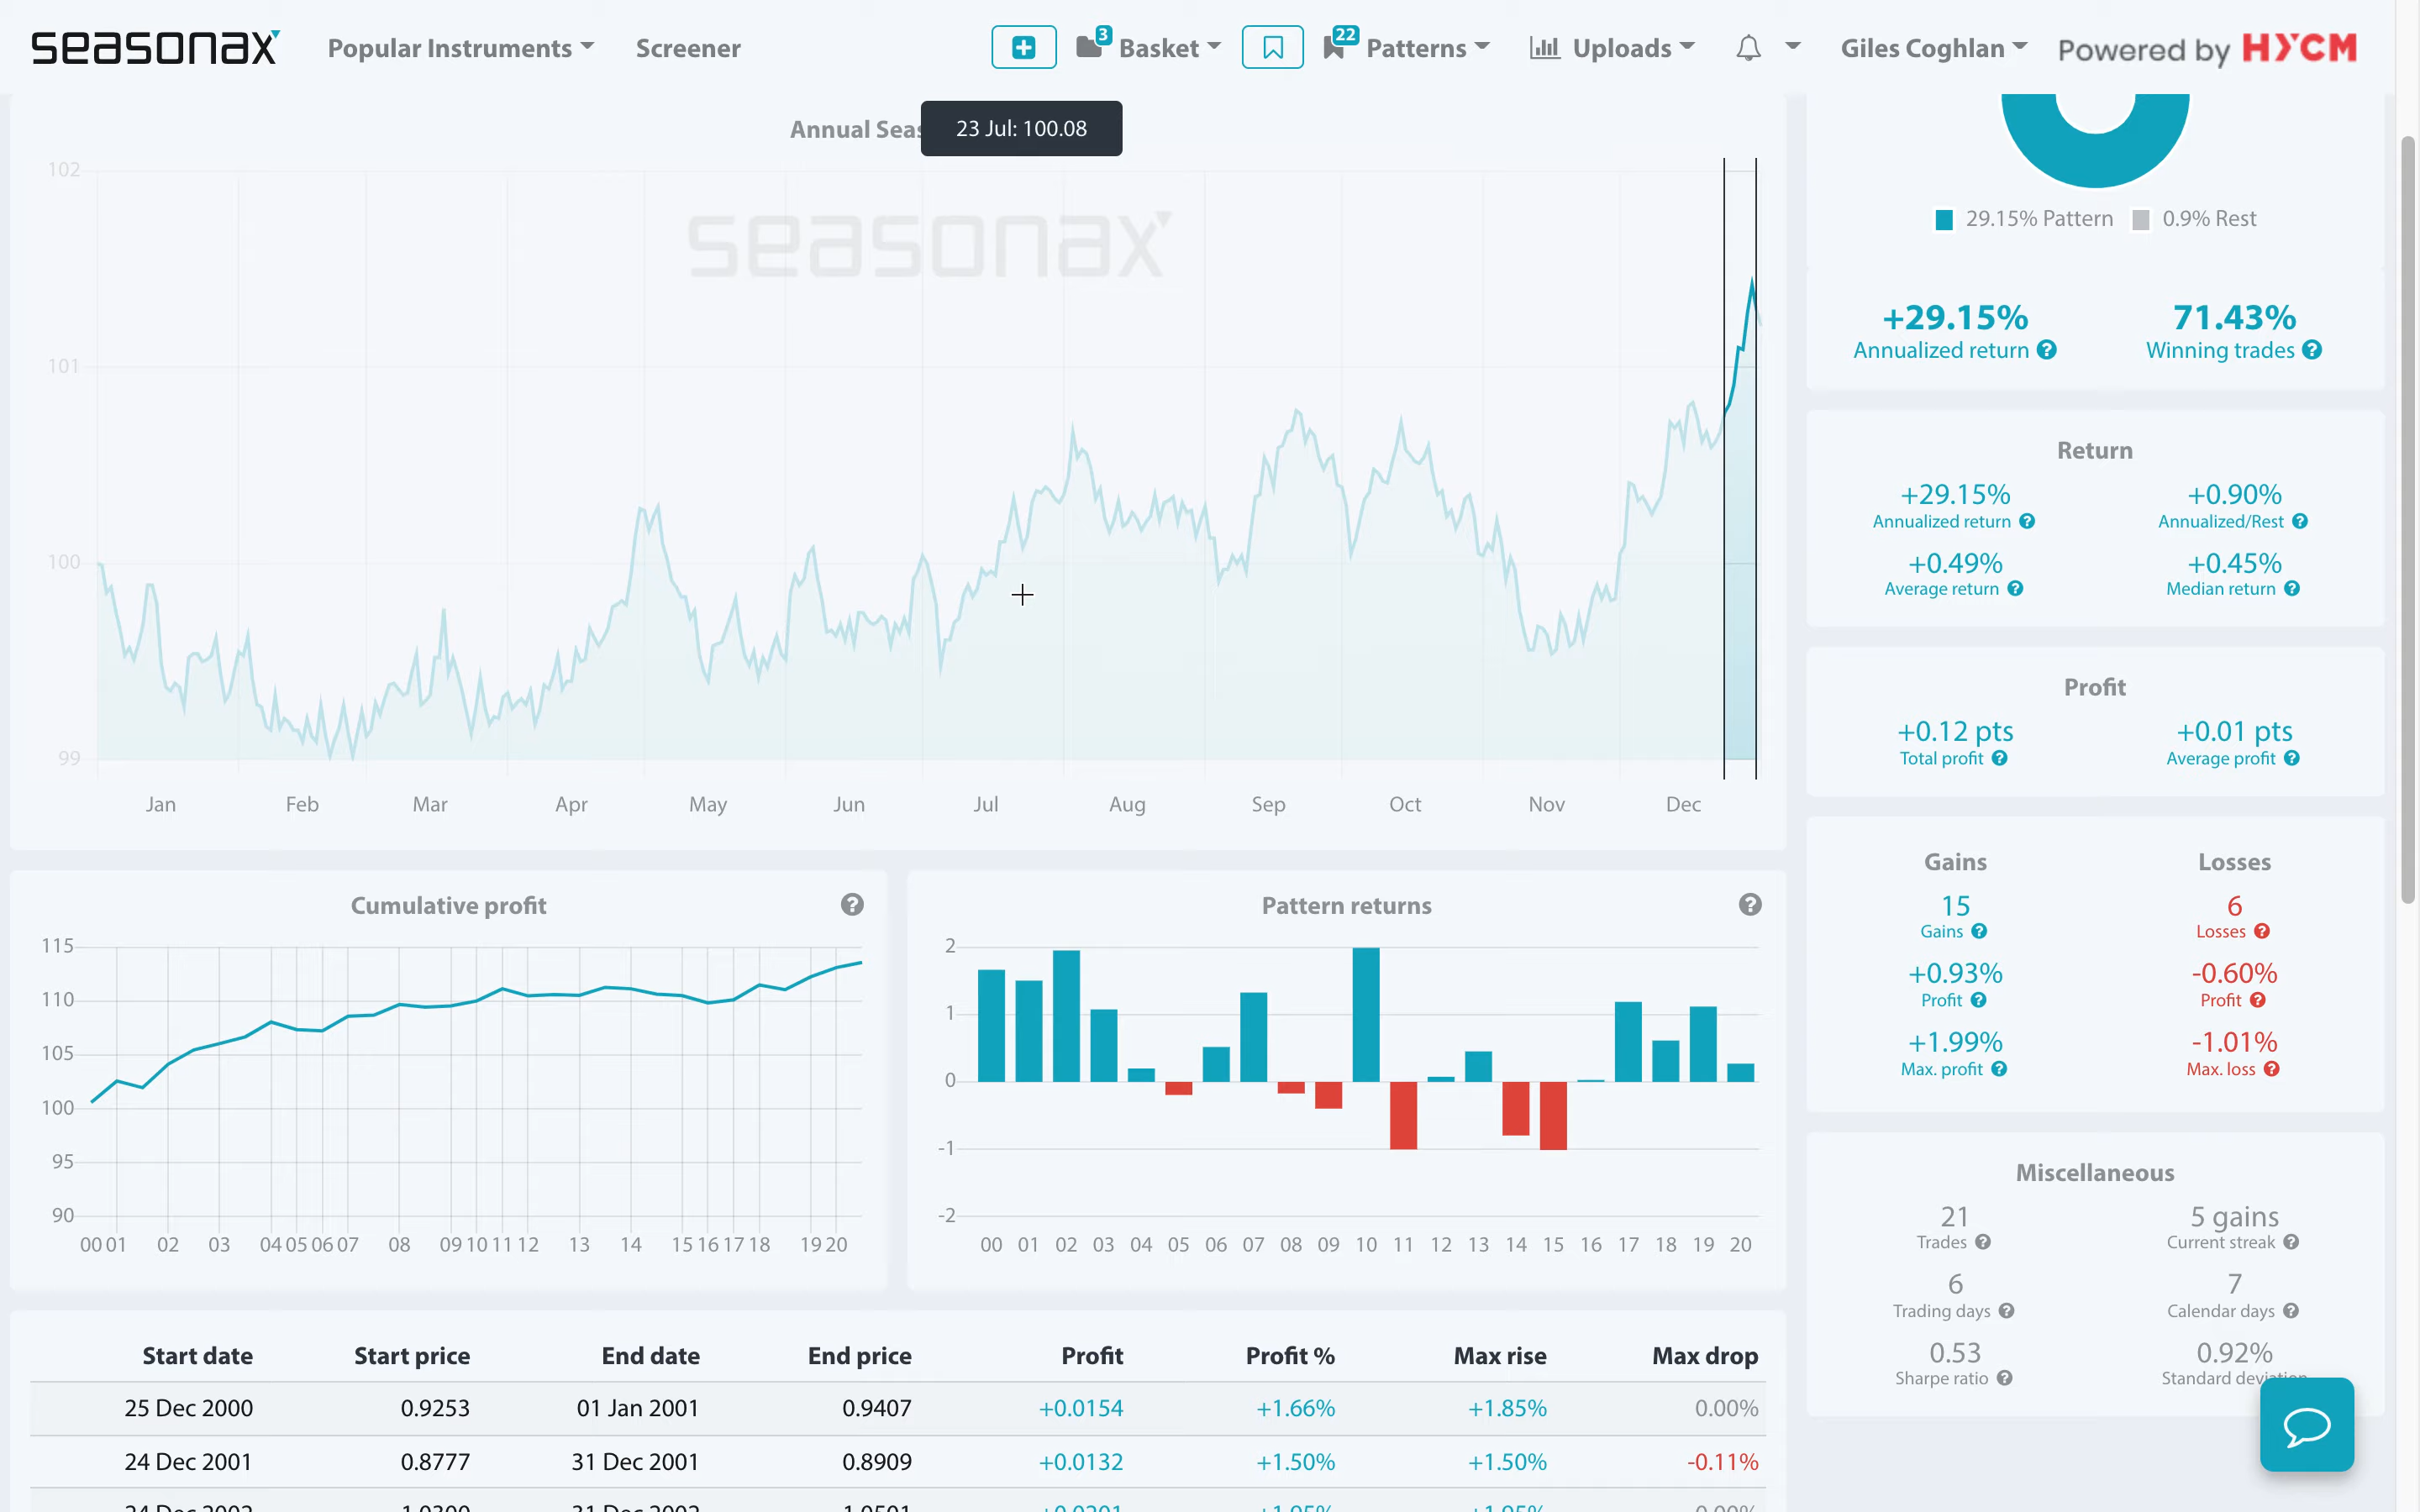 seasonax Popular Instruments Screener 3 Basket 22 Patterns Uploads Giles Coghlan Powered by HYCM
Annual Seas
23 Jul: 100.08
102
101
100
99
seasonax
Jan Feb Mar Apr May Jun Jul Aug Sep Oct Nov Dec
29.15% Pattern 0.9% Rest
+29.15% 71.43%
Annualized return ? Winning trades ?
Return
+29.15% +0.90%
Annualized return ? Annualized/Rest ?
+0.49% +0.45%
Average return ? Median return ?
Profit
+0.12 pts +0.01 pts
Total profit ? Average profit ?
Gains Losses
15 6
Gains ? Losses ?
+0.93% -0.60%
Profit ? Profit ?
+1.99% -1.01%
Max. profit ? Max. loss ?
Miscellaneous
21 5 gains
Trades ? Current streak ?
6 7
Trading days ? Calendar days ?
0.53 0.92%
Sharpe ratio ? Standard deviation
Cumulative profit ?
115
110
105
100
95
90
00 01 02 03 04 05 06 07 08 09 10 11 12 13 14 15 16 17 18 19 20
Pattern returns ?
2
1
0
-1
-2
00 01 02 03 04 05 06 07 08 09 10 11 12 13 14 15 16 17 18 19 20
Start date Start price End date End price Profit Profit % Max rise Max drop
25 Dec 2000 0.9253 01 Jan 2001 0.9407 +0.0154 +1.66% +1.85% 0.00%
24 Dec 2001 0.8777 31 Dec 2001 0.8909 +0.0132 +1.50% +1.50% -0.11%